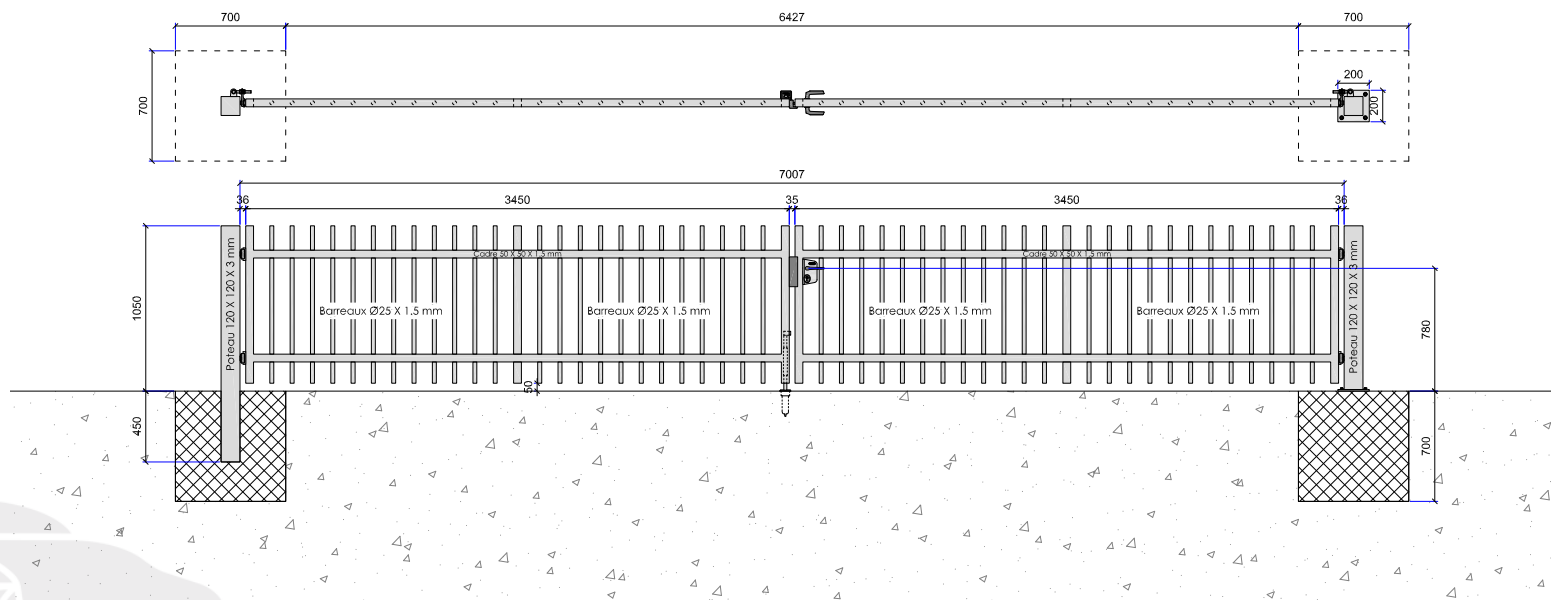 700
6427
700
700
200
200
7007
36
3450
35
3450
36
Cadre 50 X 50 X 1.5 mm
Cadre 50 X 50 X 1.5 mm
Poteau 120 X 120 X 3 mm
Poteau 120 X 120 X 3 mm
1050
Barreaux Ø25 X 1.5 mm
Barreaux Ø25 X 1.5 mm
Barreaux Ø25 X 1.5 mm
Barreaux Ø25 X 1.5 mm
780
50
450
700